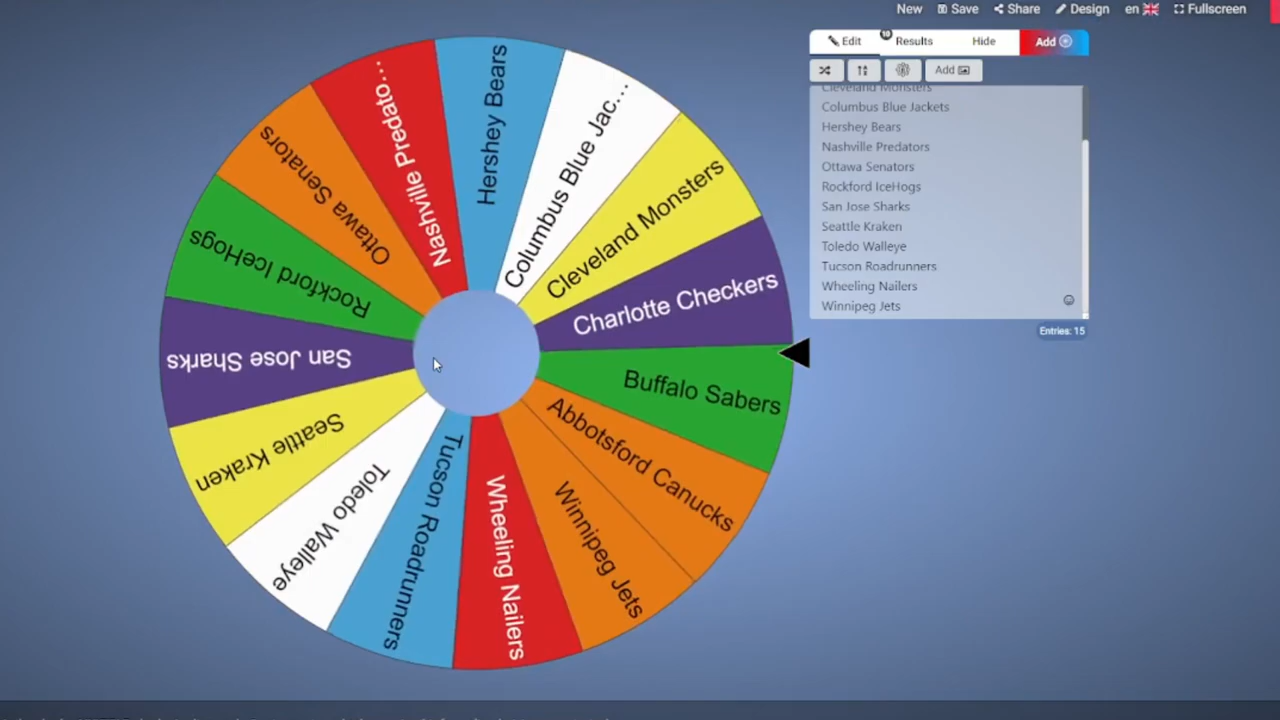 New Save Share Design en Fullscreen
Edit 10 Results Hide Add
Add
Cleveland Monsters
Columbus Blue Jackets
Hershey Bears
Nashville Predators
Ottawa Senators
Rockford IceHogs
San Jose Sharks
Seattle Kraken
Toledo Walleye
Tucson Roadrunners
Wheeling Nailers
Winnipeg Jets
Entries: 15
Hershey Bears
Columbus Blue Jac...
Cleveland Monsters
Charlotte Checkers
Buffalo Sabers
Abbotsford Canucks
Winnipeg Jets
Wheeling Nailers
Tucson Roadrunners
Toledo Walleye
Seattle Kraken
San Jose Sharks
Rockford IceHogs
Ottawa Senators
Nashville Predato...